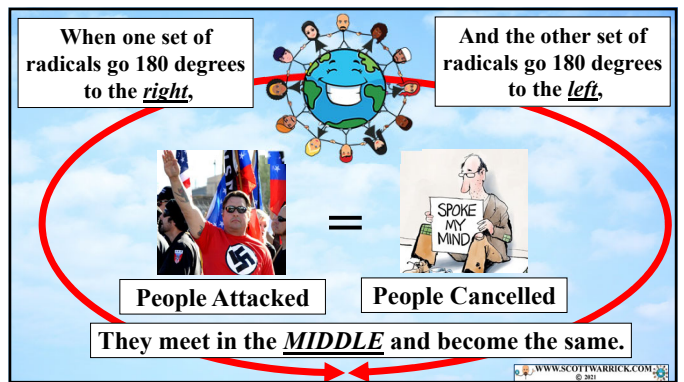 When one set of
radicals go 180 degrees
to the right,
And the other set of
radicals go 180 degrees
to the left,
SPOKE
MY
MIND
=
People Attacked
People Cancelled
They meet in the MIDDLE and become the same.
WWW.SCOTTWARRICK.COM
© 2021